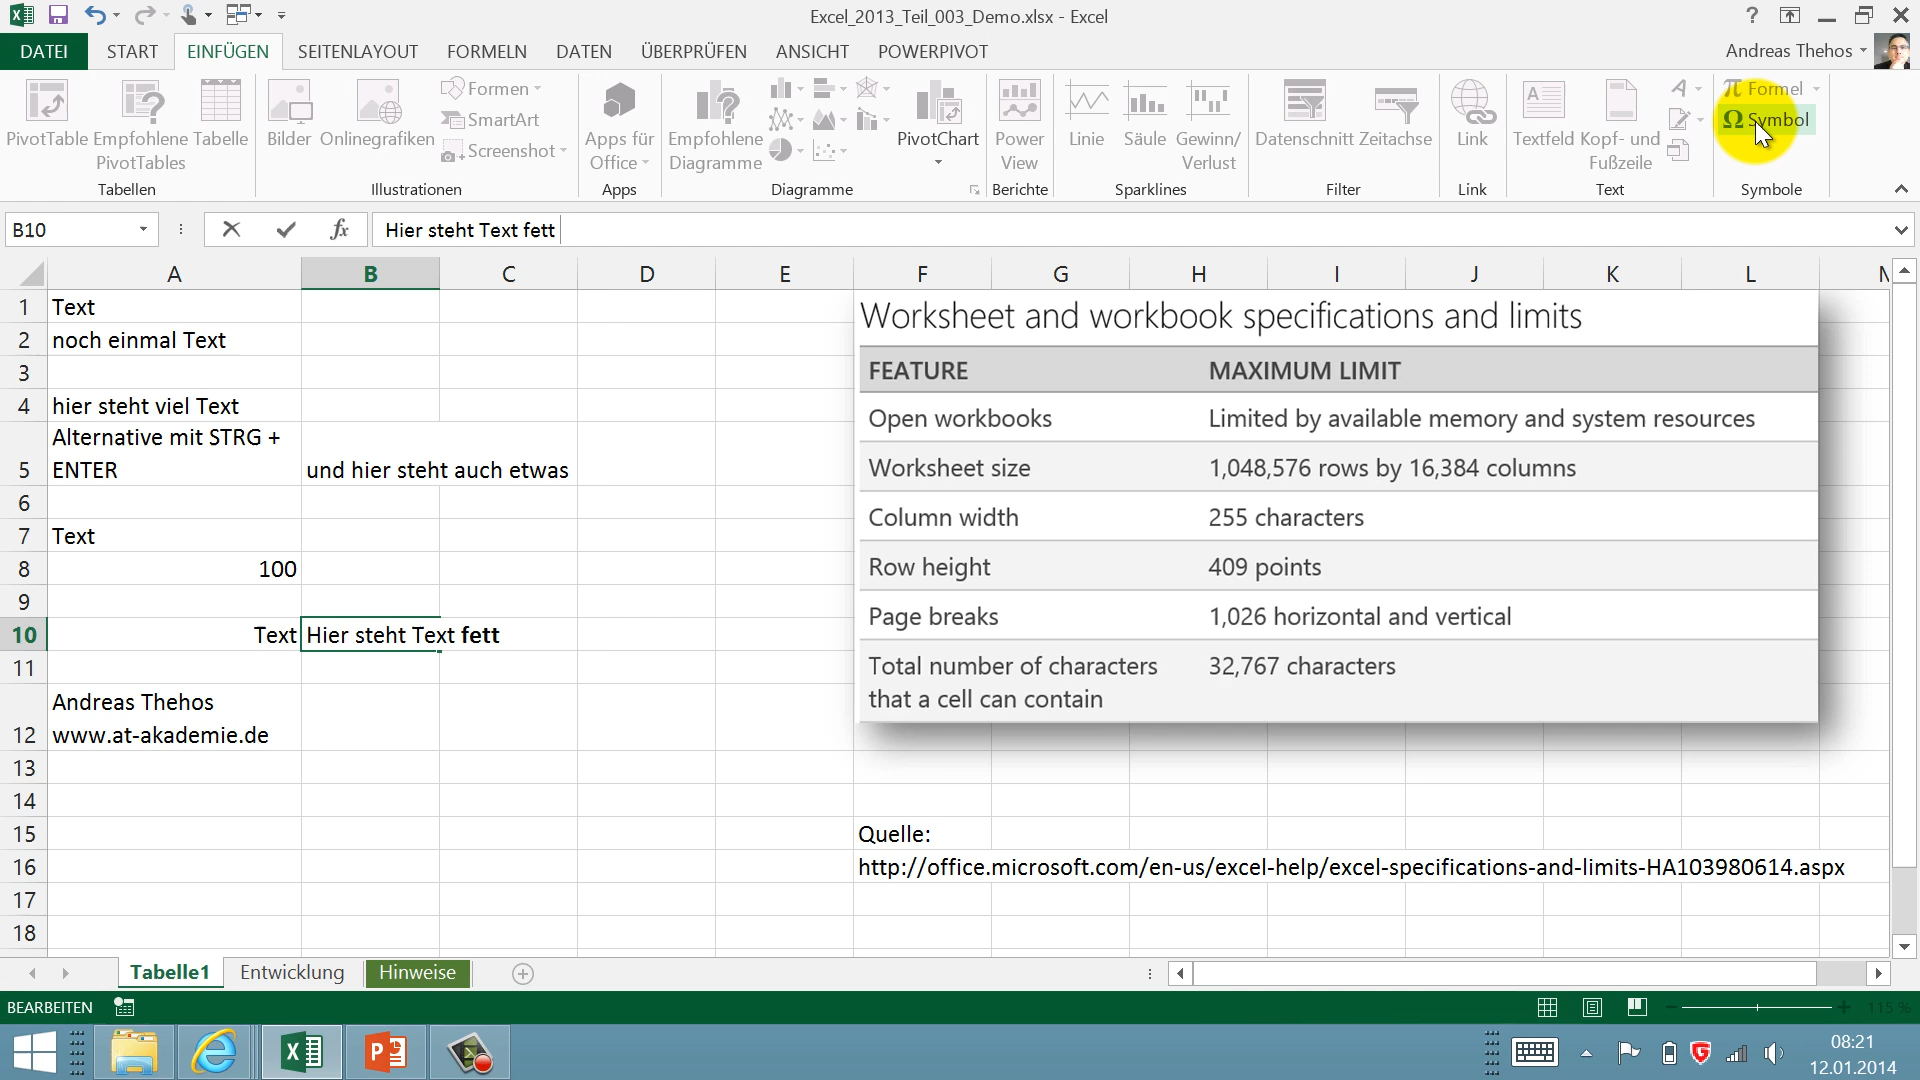 Excel_2013_Teil_003_Demo.xlsx - Excel
?
DATEI START EINFÜGEN SEITENLAYOUT FORMELN DATEN ÜBERPRÜFEN ANSICHT POWERPIVOT
Andreas Thehos
PivotTable Empfohlene PivotTables Tabelle
Tabellen
Bilder Onlinegrafiken
Formen
SmartArt
Screenshot
Illustrationen
Apps für Office
Apps
Empfohlene Diagramme
PivotChart
Diagramme
Power View
Berichte
Linie Säule Gewinn/ Verlust
Sparklines
Datenschnitt Zeitachse
Filter
Link
Link
Textfeld Kopf- und Fußzeile
Text
π Formel
Ω Symbol
Symbole
B10
fx
Hier steht Text fett
A B C D E F G H I J K L
1 Text
2 noch einmal Text
3
4 hier steht viel Text
Alternative mit STRG +
5 ENTER und hier steht auch etwas
6
7 Text
8 100
9
10 Text Hier steht Text fett
11
Andreas Thehos
12 www.at-akademie.de
13
14
15
16
17
18
Worksheet and workbook specifications and limits
FEATURE MAXIMUM LIMIT
Open workbooks Limited by available memory and system resources
Worksheet size 1,048,576 rows by 16,384 columns
Column width 255 characters
Row height 409 points
Page breaks 1,026 horizontal and vertical
Total number of characters 32,767 characters
that a cell can contain
Quelle:
http://office.microsoft.com/en-us/excel-help/excel-specifications-and-limits-HA103980614.aspx
Tabelle1 Entwicklung Hinweise
BEARBEITEN
115 %
08:21
12.01.2014